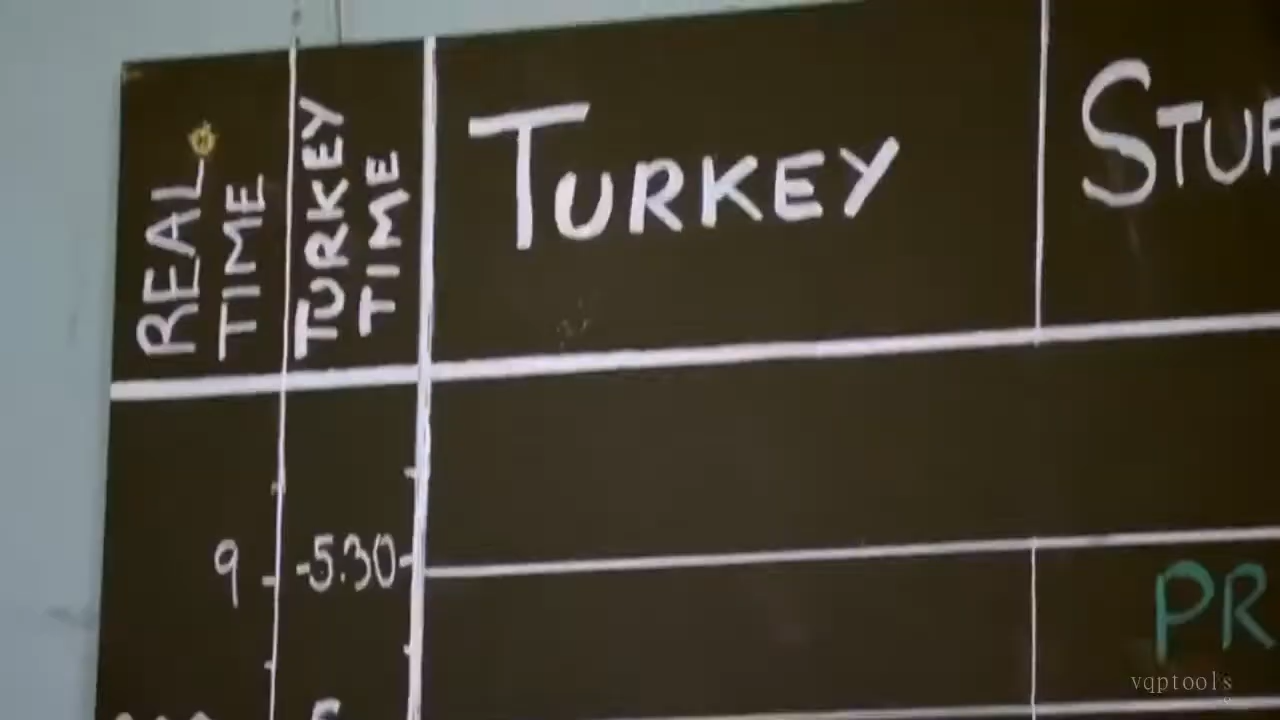 REAL TIME
TURKEY TIME
TURKEY
STUF
9
-5.30
PR
vqptools